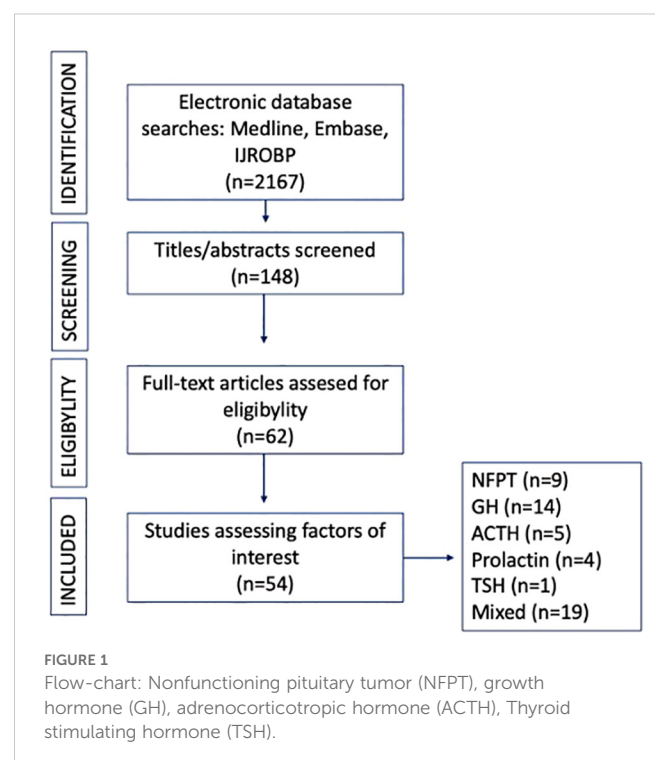 IDENTIFICATION
Electronic database
searches: Medline, Embase,
IJROBP
(n=2167)
SCREENING
Titles/abstracts screened
(n=148)
ELIGIBYLITY
Full-text articles assesed for
eligibylity
(n=62)
INCLUDED
Studies assessing factors of
interest
(n=54)
NFPT (n=9)
GH (n=14)
ACTH (n=5)
Prolactin (n=4)
TSH (n=1)
Mixed (n=19)
FIGURE 1
Flow-chart: Nonfunctioning pituitary tumor (NFPT), growth
hormone (GH), adrenocorticotropic hormone (ACTH), Thyroid
stimulating hormone (TSH).